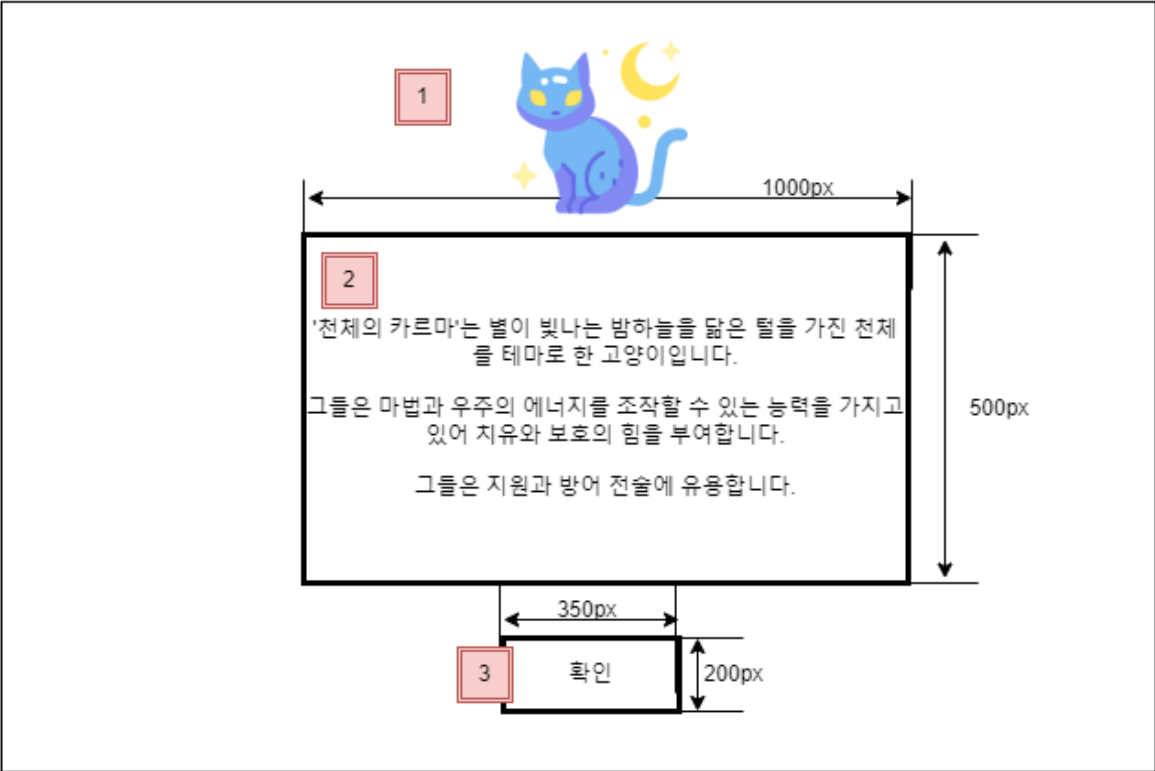 1
1000px
2
'천체의 카르마'는 별이 빛나는 밤하늘을 닮은 털을 가진 천체
를 테마로 한 고양이입니다.
그들은 마법과 우주의 에너지를 조작할 수 있는 능력을 가지고
있어 치유와 보호의 힘을 부여합니다.
500px
그들은 지원과 방어 전술에 유용합니다.
350px
3
확인
200px